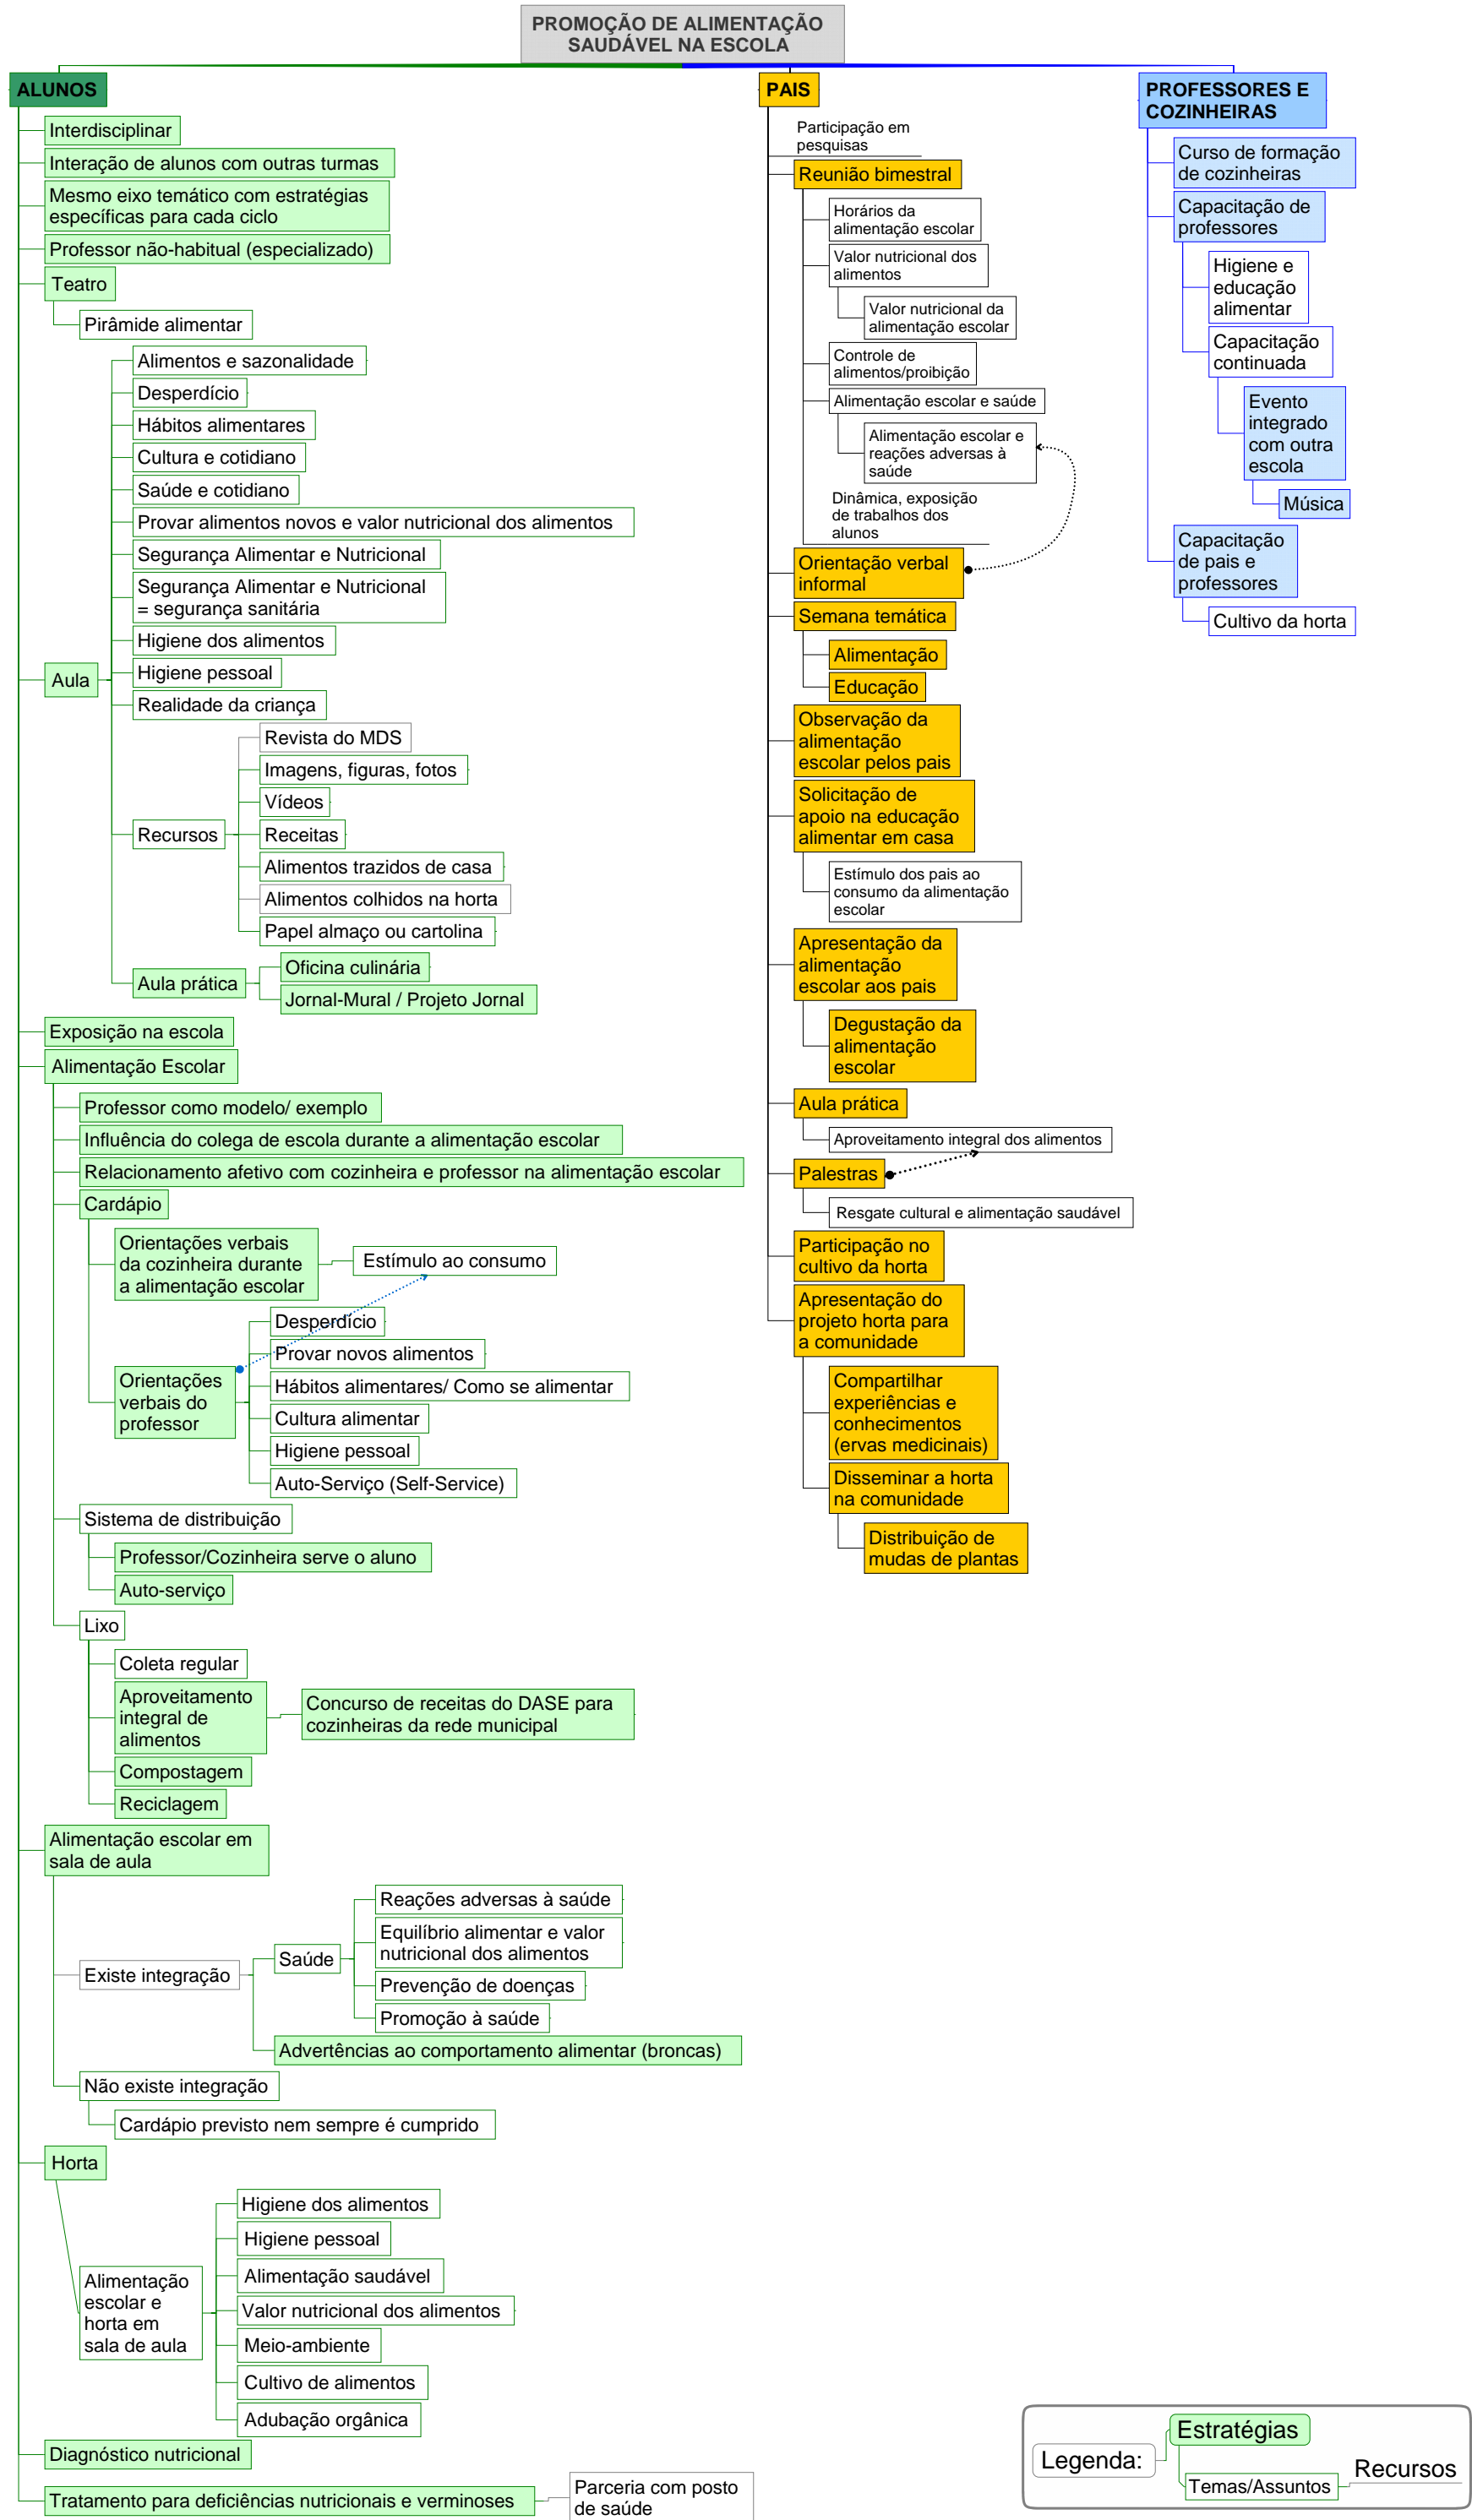 PROMOÇÃO DE ALIMENTAÇÃO
SAUDÁVEL NA ESCOLA
ALUNOS
Interdisciplinar
Interação de alunos com outras turmas
Mesmo eixo temático com estratégias
específicas para cada ciclo
Professor não-habitual (especializado)
Teatro
Pirâmide alimentar
Aula
Alimentos e sazonalidade
Desperdício
Hábitos alimentares
Cultura e cotidiano
Saúde e cotidiano
Provar alimentos novos e valor nutricional dos alimentos
Segurança Alimentar e Nutricional
Segurança Alimentar e Nutricional
= segurança sanitária
Higiene dos alimentos
Higiene pessoal
Realidade da criança
Recursos
Revista do MDS
Imagens, figuras, fotos
Vídeos
Receitas
Alimentos trazidos de casa
Alimentos colhidos na horta
Papel almaço ou cartolina
Aula prática
Oficina culinária
Jornal-Mural / Projeto Jornal
Exposição na escola
Alimentação Escolar
Professor como modelo/ exemplo
Influência do colega de escola durante a alimentação escolar
Relacionamento afetivo com cozinheira e professor na alimentação escolar
Cardápio
Orientações verbais
da cozinheira durante
a alimentação escolar
Estímulo ao consumo
Orientações
verbais do
professor
Desperdício
Provar novos alimentos
Hábitos alimentares/ Como se alimentar
Cultura alimentar
Higiene pessoal
Auto-Serviço (Self-Service)
Sistema de distribuição
Professor/Cozinheira serve o aluno
Auto-serviço
Lixo
Coleta regular
Aproveitamento
integral de
alimentos
Concurso de receitas do DASE para
cozinheiras da rede municipal
Compostagem
Reciclagem
Alimentação escolar em
sala de aula
Existe integração
Saúde
Reações adversas à saúde
Equilíbrio alimentar e valor
nutricional dos alimentos
Prevenção de doenças
Promoção à saúde
Advertências ao comportamento alimentar (broncas)
Não existe integração
Cardápio previsto nem sempre é cumprido
Horta
Alimentação
escolar e
horta em
sala de aula
Higiene dos alimentos
Higiene pessoal
Alimentação saudável
Valor nutricional dos alimentos
Meio-ambiente
Cultivo de alimentos
Adubação orgânica
Diagnóstico nutricional
Tratamento para deficiências nutricionais e verminoses
Parceria com posto
de saúde
PAIS
Participação em
pesquisas
Reunião bimestral
Horários da
alimentação escolar
Valor nutricional dos
alimentos
Valor nutricional da
alimentação escolar
Controle de
alimentos/proibição
Alimentação escolar e saúde
Alimentação escolar e
reações adversas à
saúde
Dinâmica, exposição
de trabalhos dos
alunos
Orientação verbal
informal
Semana temática
Alimentação
Educação
Observação da
alimentação
escolar pelos pais
Solicitação de
apoio na educação
alimentar em casa
Estímulo dos pais ao
consumo da alimentação
escolar
Apresentação da
alimentação
escolar aos pais
Degustação da
alimentação
escolar
Aula prática
Aproveitamento integral dos alimentos
Palestras
Resgate cultural e alimentação saudável
Participação no
cultivo da horta
Apresentação do
projeto horta para
a comunidade
Compartilhar
experiências e
conhecimentos
(ervas medicinais)
Disseminar a horta
na comunidade
Distribuição de
mudas de plantas
PROFESSORES E
COZINHEIRAS
Curso de formação
de cozinheiras
Capacitação de
professores
Higiene e
educação
alimentar
Capacitação
continuada
Evento
integrado
com outra
escola
Música
Capacitação
de pais e
professores
Cultivo da horta
Legenda:
Estratégias
Temas/Assuntos
Recursos